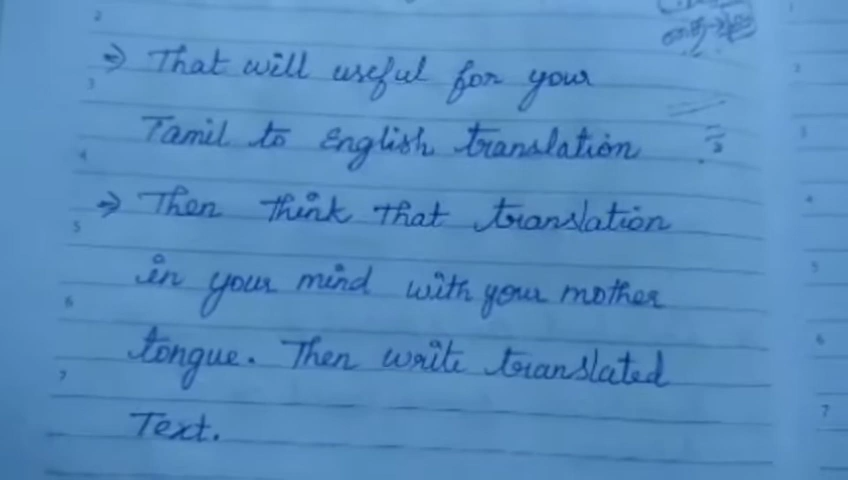 ⇒ That will useful for your
Tamil to English translation
⇒ Then think that translation
in your mind with your mother
tongue. Then write translated
Text.